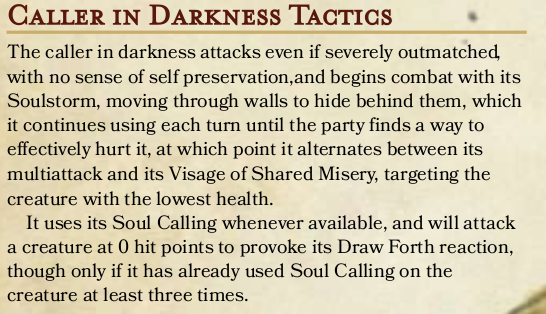 Caller in Darkness Tactics
The caller in darkness attacks even if severely outmatched,
with no sense of self preservation,and begins combat with its
Soulstorm, moving through walls to hide behind them, which
it continues using each turn until the party finds a way to
effectively hurt it, at which point it alternates between its
multiattack and its Visage of Shared Misery, targeting the
creature with the lowest health.
It uses its Soul Calling whenever available, and will attack
a creature at 0 hit points to provoke its Draw Forth reaction,
though only if it has already used Soul Calling on the
creature at least three times.